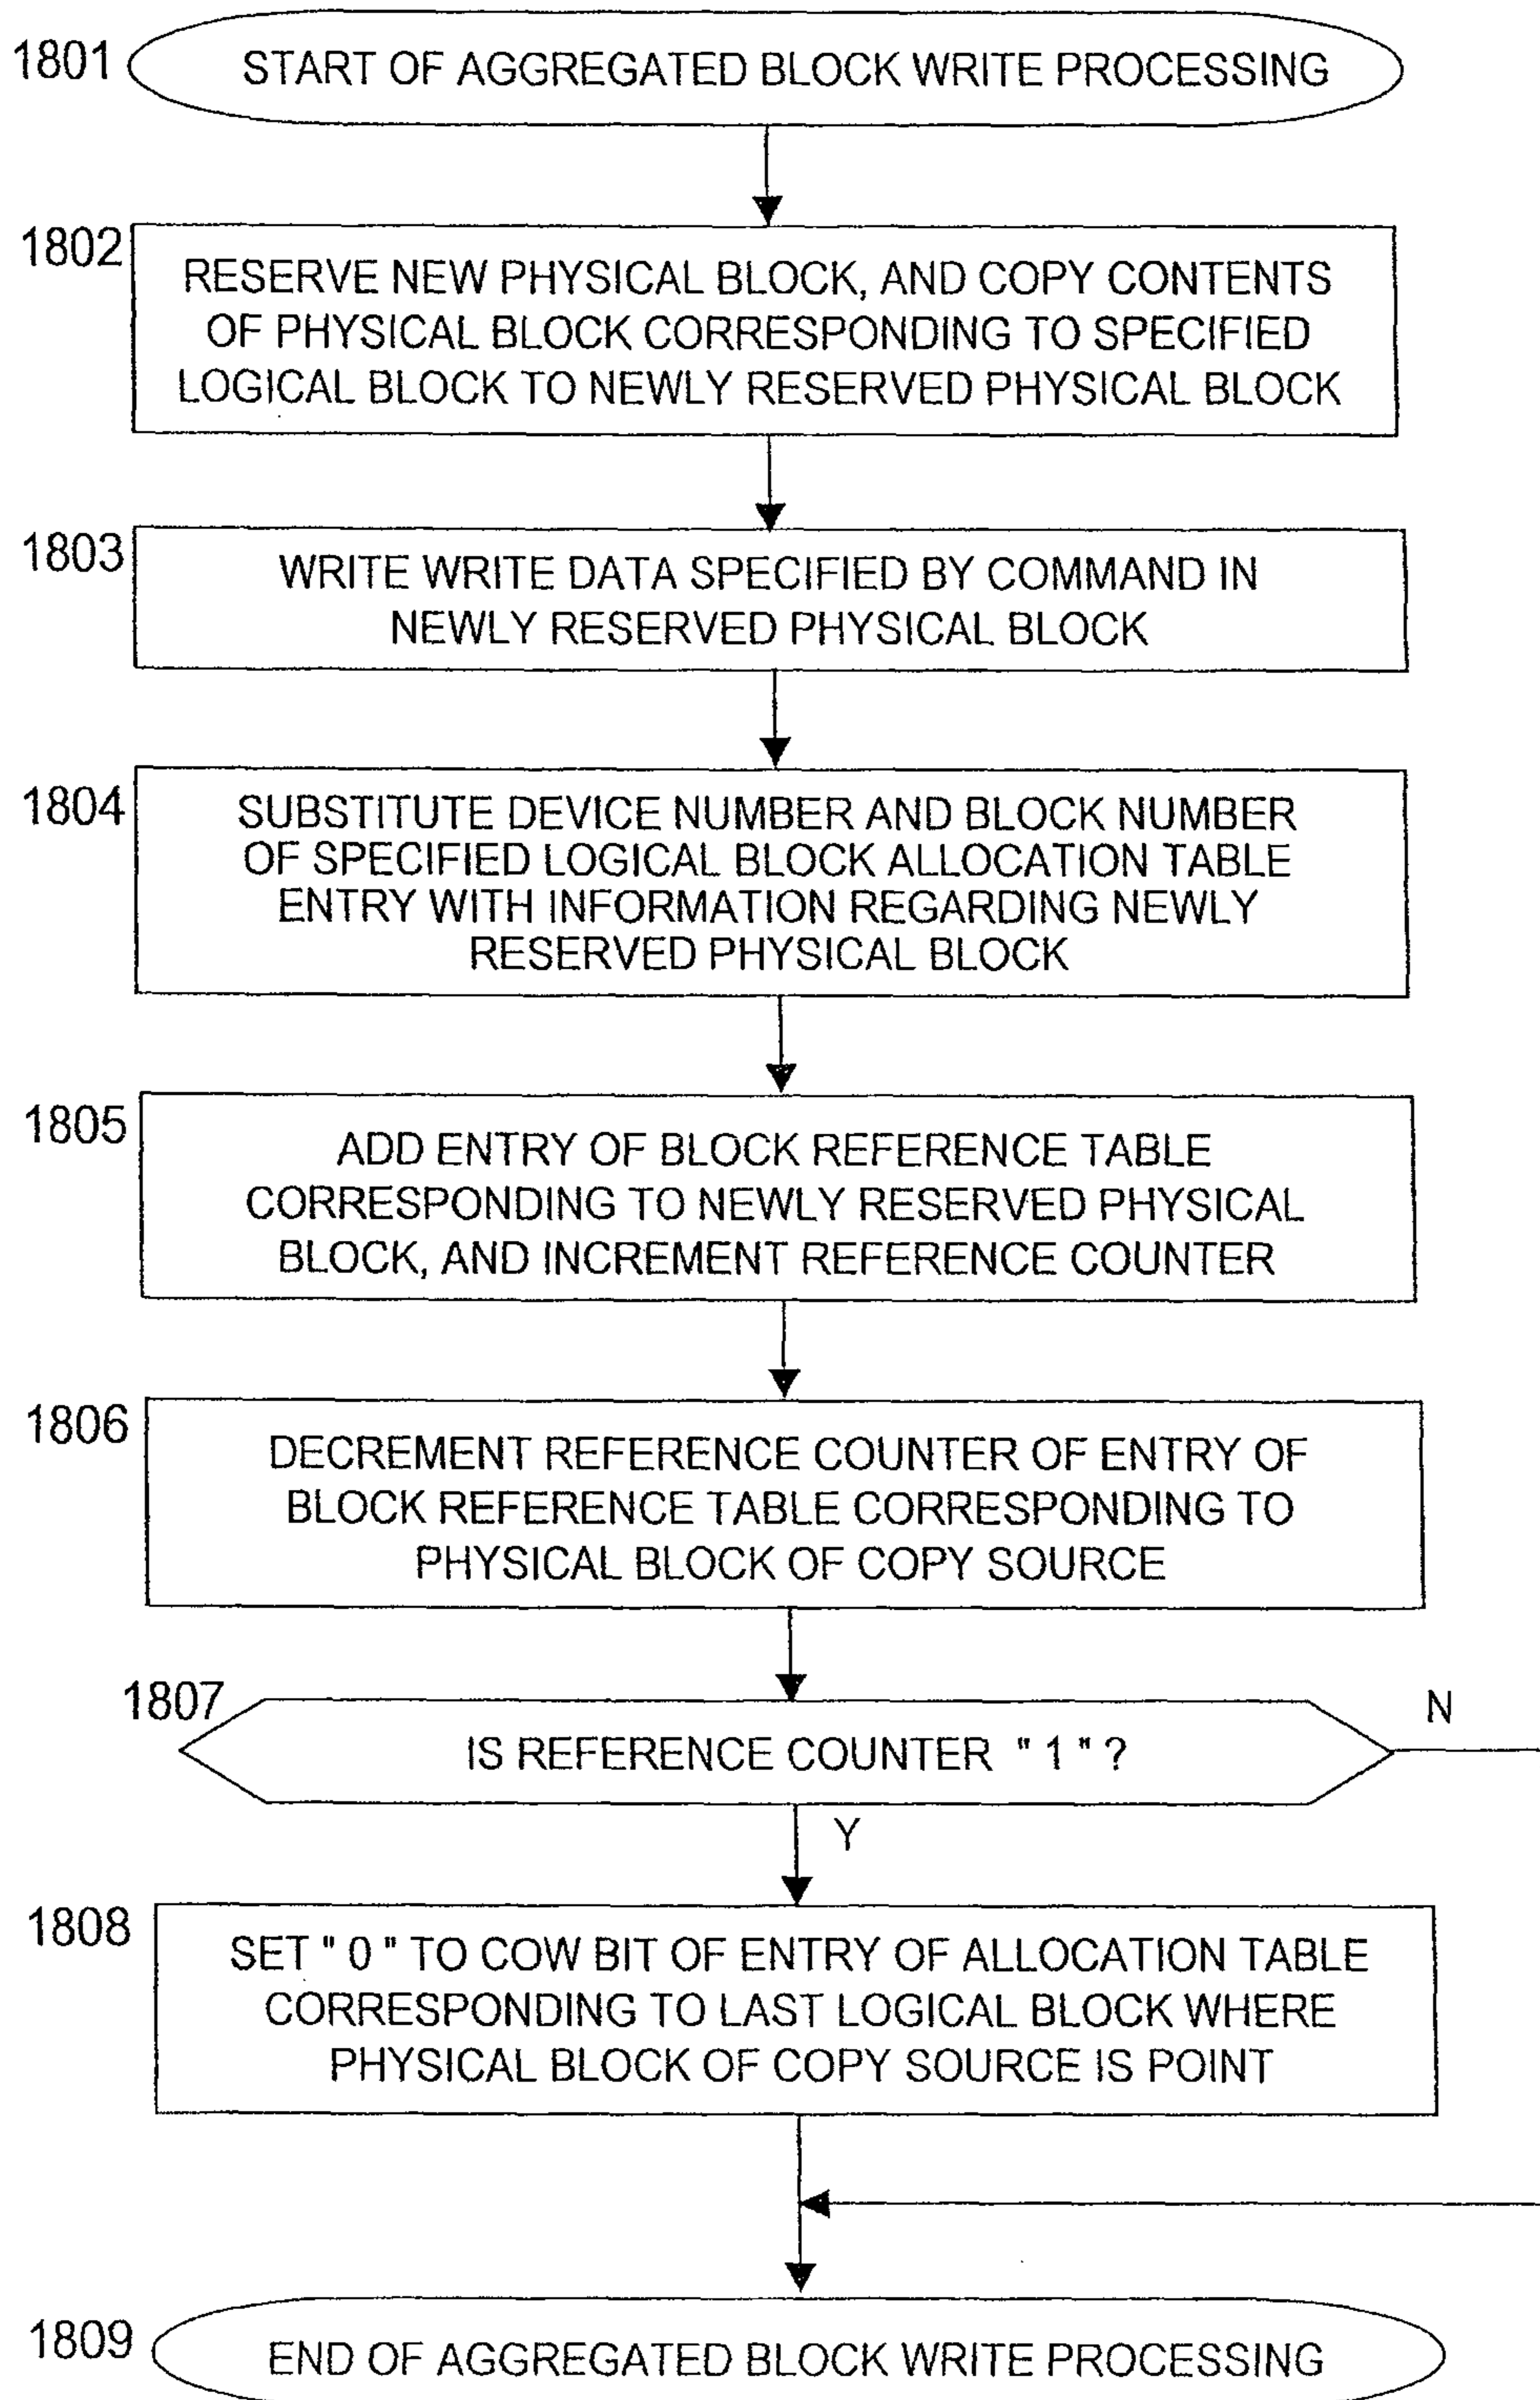 1801
START OF AGGREGATED BLOCK WRITE PROCESSING
1802
RESERVE NEW PHYSICAL BLOCK, AND COPY CONTENTS
OF PHYSICAL BLOCK CORRESPONDING TO SPECIFIED
LOGICAL BLOCK TO NEWLY RESERVED PHYSICAL BLOCK
1803
WRITE WRITE DATA SPECIFIED BY COMMAND IN
NEWLY RESERVED PHYSICAL BLOCK
1804
SUBSTITUTE DEVICE NUMBER AND BLOCK NUMBER
OF SPECIFIED LOGICAL BLOCK ALLOCATION TABLE
ENTRY WITH INFORMATION REGARDING NEWLY
RESERVED PHYSICAL BLOCK
1805
ADD ENTRY OF BLOCK REFERENCE TABLE
CORRESPONDING TO NEWLY RESERVED PHYSICAL
BLOCK, AND INCREMENT REFERENCE COUNTER
1806
DECREMENT REFERENCE COUNTER OF ENTRY OF
BLOCK REFERENCE TABLE CORRESPONDING TO
PHYSICAL BLOCK OF COPY SOURCE
1807
IS REFERENCE COUNTER " 1 " ?
N
Y
1808
SET " 0 " TO COW BIT OF ENTRY OF ALLOCATION TABLE
CORRESPONDING TO LAST LOGICAL BLOCK WHERE
PHYSICAL BLOCK OF COPY SOURCE IS POINT
1809
END OF AGGREGATED BLOCK WRITE PROCESSING